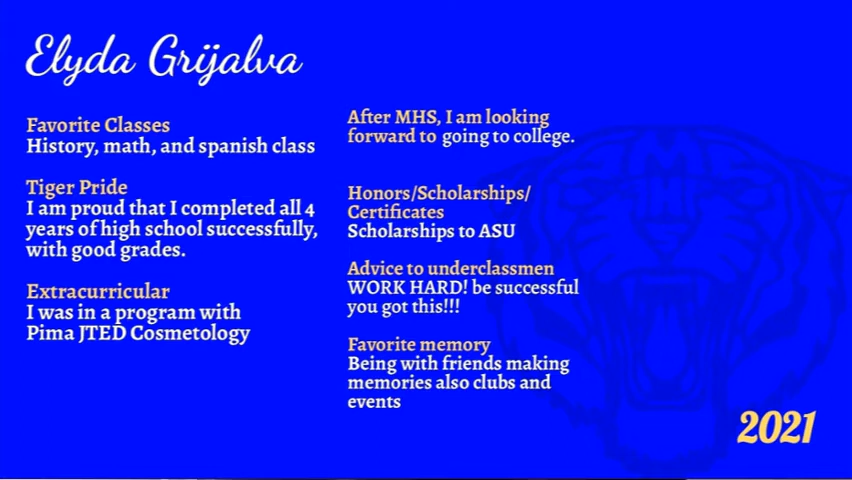 Elyda Grijalva
Favorite Classes
History, math, and spanish class
Tiger Pride
I am proud that I completed all 4
years of high school successfully,
with good grades.
Extracurricular
I was in a program with
Pima JTED Cosmetology
After MHS, I am looking
forward to going to college.
Honors/Scholarships/
Certificates
Scholarships to ASU
Advice to underclassmen
WORK HARD! be successful
you got this!!!
Favorite memory
Being with friends making
memories also clubs and
events
2021